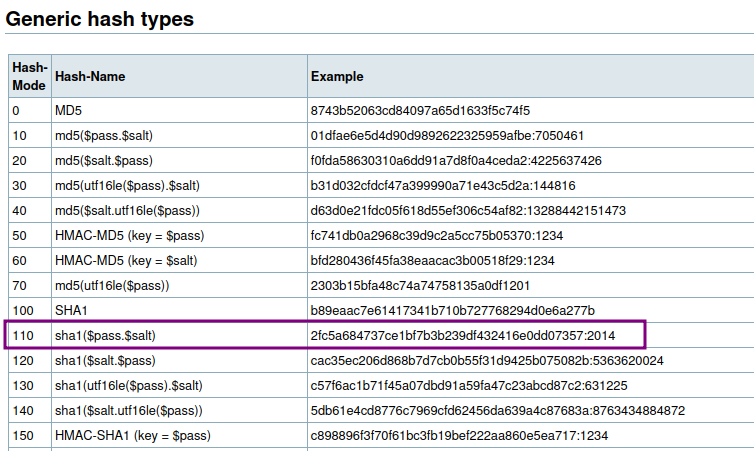 Generic hash types
Hash-Mode Hash-Name Example
0 MD5 8743b52063cd84097a65d1633f5c74f5
10 md5($pass.$salt) 01dfae6e5d4d90d9892622325959afbe:7050461
20 md5($salt.$pass) f0fda58630310a6dd91a7d8f0a4ceda2:4225637426
30 md5(utf16le($pass).$salt) b31d032cfdcf47a399990a71e43c5d2a:144816
40 md5($salt.utf16le($pass)) d63d0e21fdc05f618d55ef306c54af82:13288442151473
50 HMAC-MD5 (key = $pass) fc741db0a2968c39d9c2a5cc75b05370:1234
60 HMAC-MD5 (key = $salt) bfd280436f45fa38eaacac3b00518f29:1234
70 md5(utf16le($pass)) 2303b15bfa48c74a74758135a0df1201
100 SHA1 b89eaac7e61417341b710b727768294d0e6a277b
110 sha1($pass.$salt) 2fc5a684737ce1bf7b3b239df432416e0dd07357:2014
120 sha1($salt.$pass) cac35ec206d868b7d7cb0b55f31d9425b075082b:5363620024
130 sha1(utf16le($pass).$salt) c57f6ac1b71f45a07dbd91a59fa47c23abcd87c2:631225
140 sha1($salt.utf16le($pass)) 5db61e4cd8776c7969cfd62456da639a4c87683a:8763434884872
150 HMAC-SHA1 (key = $pass) c898896f3f70f61bc3fb19bef222aa860e5ea717:1234